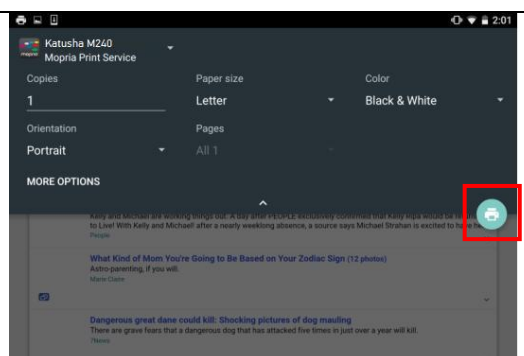 2:01
Katusha M240
mopria Mopria Print Service
Copies Paper size Color
1 Letter Black & White
Orientation Pages
Portrait All 1
MORE OPTIONS
Kelly and Michael are working things out. A day after PEOPLE exclusively confirmed that Kelly Ripa would be
to Live! With Kelly and Michael after a nearly weeklong absence, a source says Michael Strahan is excited to have
People
What Kind of Mom You're Going to Be Based on Your Zodiac Sign (12 photos)
Astro-parenting, if you will.
Marie Claire
Dangerous great dane could kill: Shocking pictures of dog mauling
There are grave fears that a dangerous dog that has attacked five times in just over a year will kill.
7News